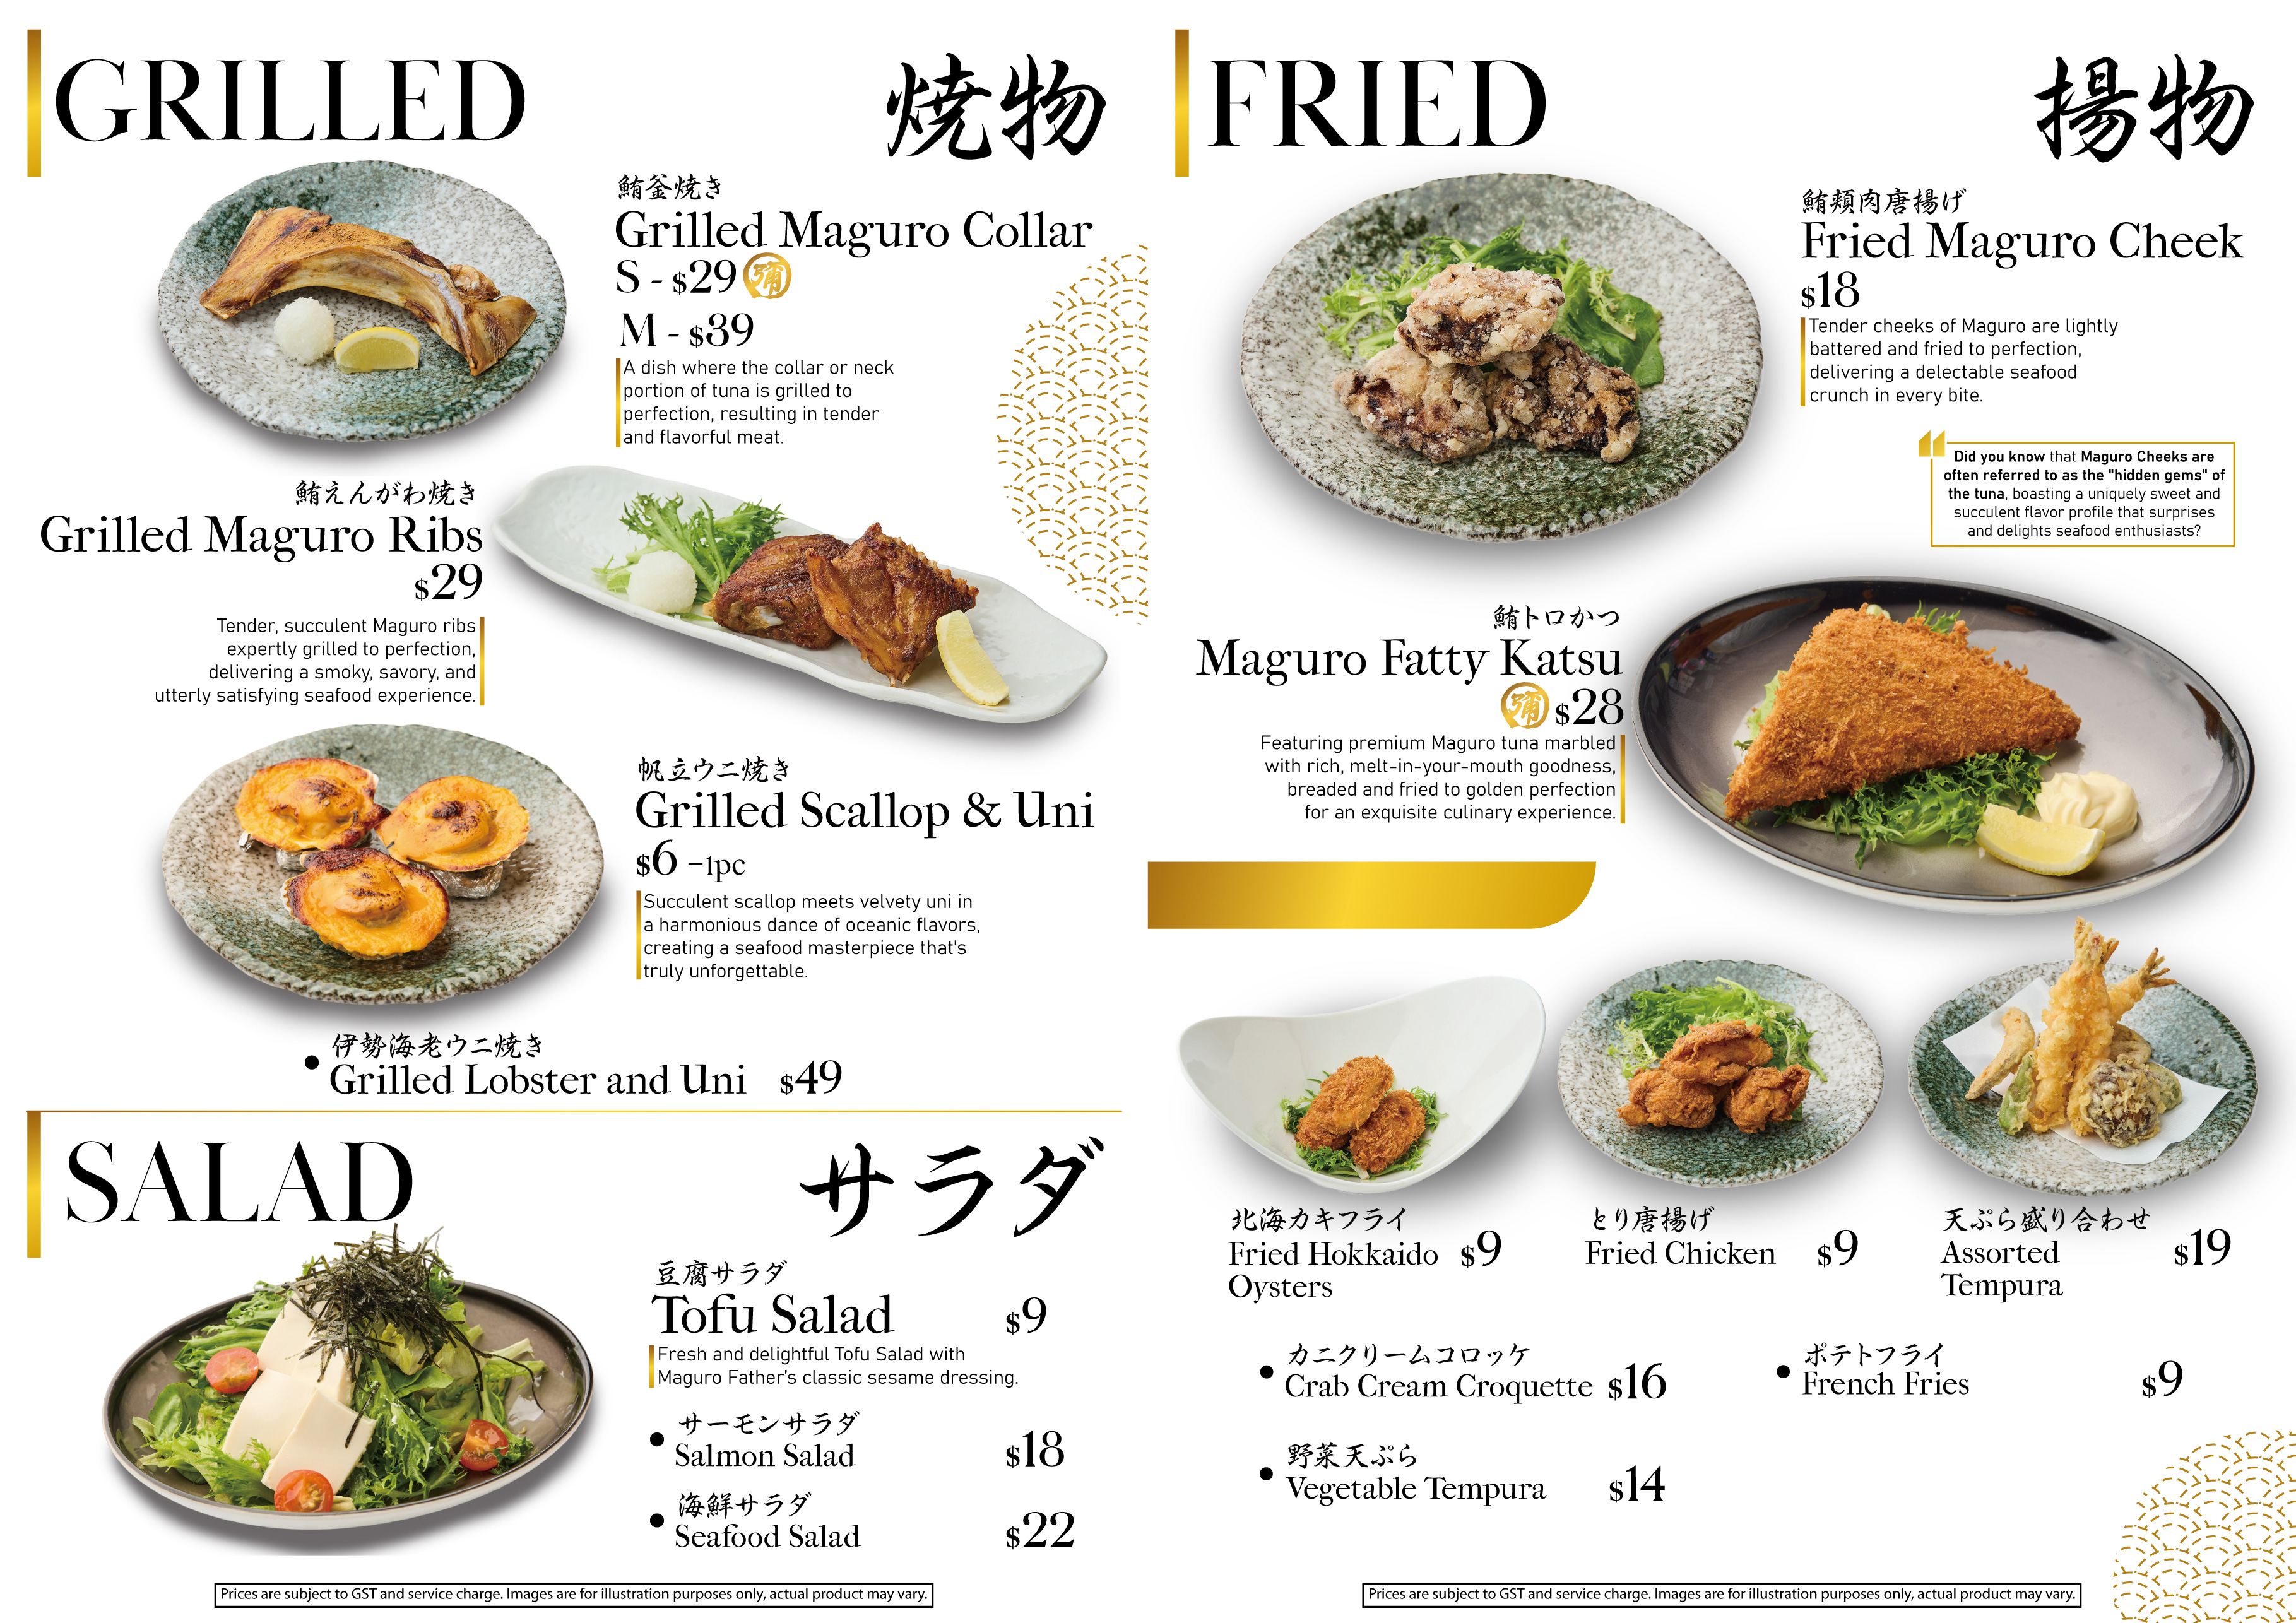 GRILLED
焼物
鮪釜焼き
Grilled Maguro Collar
S - $29 彌
M - $39
A dish where the collar or neck
portion of tuna is grilled to
perfection, resulting in tender
and flavorful meat.
鮪えんがわ焼き
Grilled Maguro Ribs
$29
Tender, succulent Maguro ribs
expertly grilled to perfection,
delivering a smoky, savory, and
utterly satisfying seafood experience.
帆立ウニ焼き
Grilled Scallop & Uni
$6 –1pc
Succulent scallop meets velvety uni in
a harmonious dance of oceanic flavors,
creating a seafood masterpiece that's
truly unforgettable.
伊勢海老ウニ焼き
• Grilled Lobster and Uni $49
SALAD
サラダ
豆腐サラダ
Tofu Salad $9
Fresh and delightful Tofu Salad with
Maguro Father's classic sesame dressing.
サーモンサラダ
• Salmon Salad $18
海鮮サラダ
• Seafood Salad $22
Prices are subject to GST and service charge. Images are for illustration purposes only, actual product may vary.
FRIED
揚物
鮪頬肉唐揚げ
Fried Maguro Cheek
$18
Tender cheeks of Maguro are lightly
battered and fried to perfection,
delivering a delectable seafood
crunch in every bite.
Did you know that Maguro Cheeks are
often referred to as the "hidden gems" of
the tuna, boasting a uniquely sweet and
succulent flavor profile that surprises
and delights seafood enthusiasts?
鮪トロかつ
Maguro Fatty Katsu
彌 $28
Featuring premium Maguro tuna marbled
with rich, melt-in-your-mouth goodness,
breaded and fried to golden perfection
for an exquisite culinary experience.
北海カキフライ
Fried Hokkaido $9
Oysters
とり唐揚げ
Fried Chicken $9
天ぷら盛り合わせ
Assorted $19
Tempura
カニクリームコロッケ
• Crab Cream Croquette $16
ポテトフライ
• French Fries $9
野菜天ぷら
• Vegetable Tempura $14
Prices are subject to GST and service charge. Images are for illustration purposes only, actual product may vary.